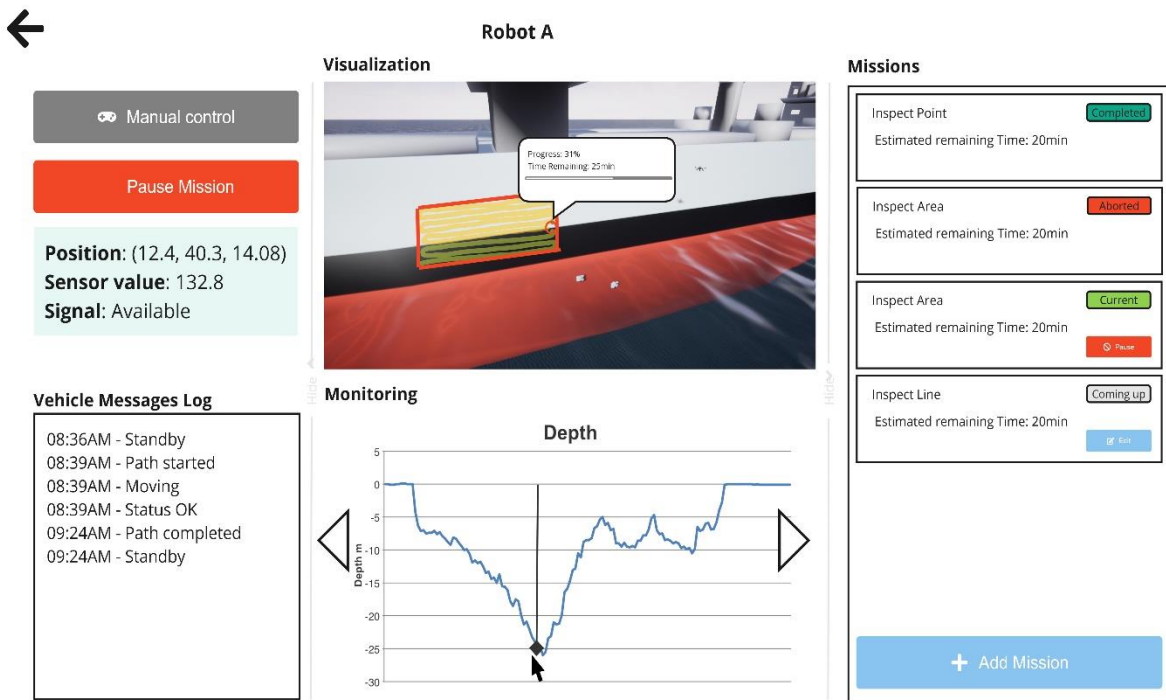 Robot A
Manual control
Pause Mission
Position: (12.4, 40.3, 14.08)
Sensor value: 132.8
Signal: Available
Vehicle Messages Log
08:36AM - Standby
08:39AM - Path started
08:39AM - Moving
08:39AM - Status OK
09:24AM - Path completed
09:24AM - Standby
Visualization
Progress: 31%
Time Remaining: 25min
Hide
Hide
Monitoring
Depth
Depth m
5
0
-5
-10
-15
-20
-25
-30
Missions
Inspect Point
Completed
Estimated remaining Time: 20min
Inspect Area
Aborted
Estimated remaining Time: 20min
Inspect Area
Current
Estimated remaining Time: 20min
Pause
Inspect Line
Coming up
Estimated remaining Time: 20min
Edit
Add Mission